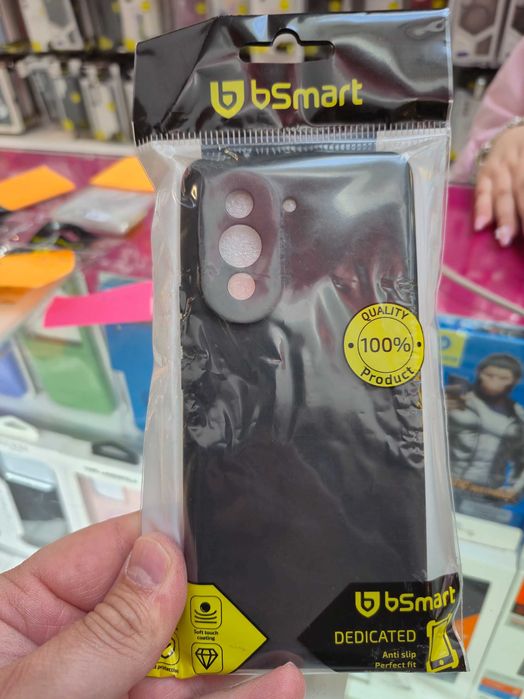 bSmart
QUALITY
100%
Product
bSmart
DEDICATED
Anti slip
Perfect fit
Soft touch
coating